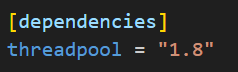 [dependencies]
threadpool = "1.8"